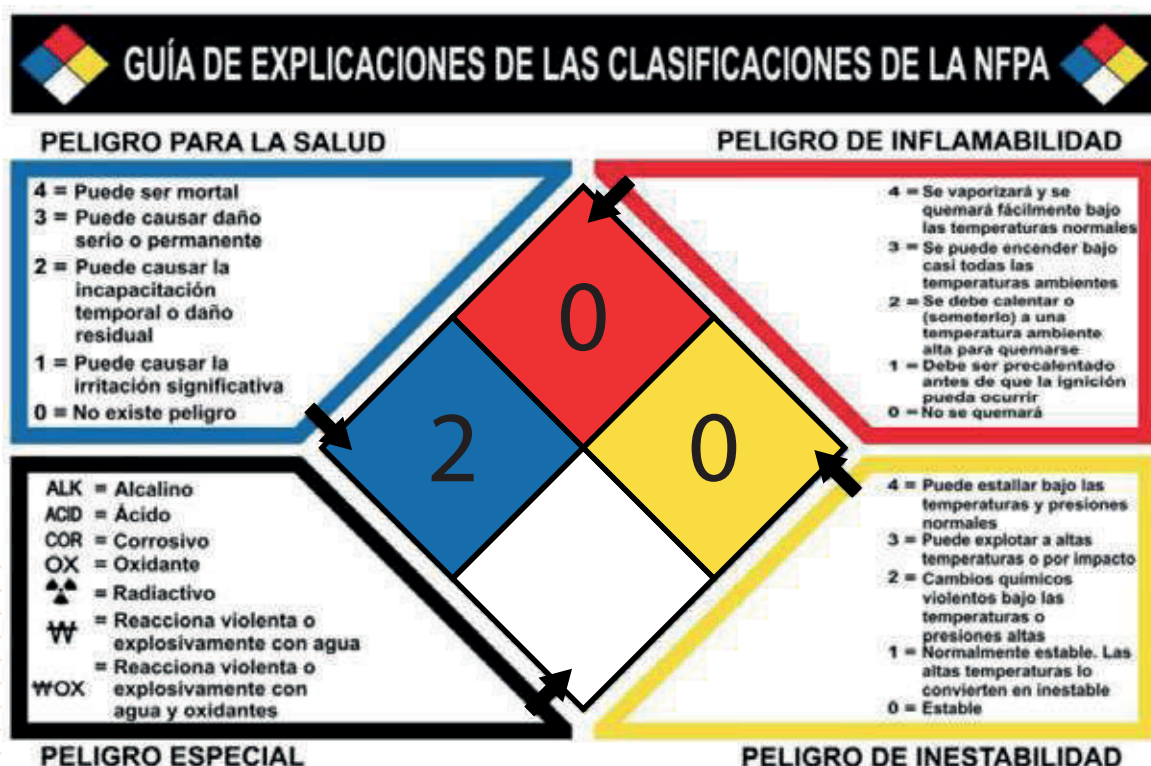 GUÍA DE EXPLICACIONES DE LAS CLASIFICACIONES DE LA NFPA
PELIGRO PARA LA SALUD
4 = Puede ser mortal
3 = Puede causar daño
serio o permanente
2 = Puede causar la
incapacitación
temporal o daño
residual
1 = Puede causar la
irritación significativa
0 = No existe peligro
PELIGRO DE INFLAMABILIDAD
4 = Se vaporizará y se
quemará fácilmente bajo
las temperaturas normales
3 = Se puede encender bajo
casi todas las
temperaturas ambientes
2 = Se debe calentar o
(someterlo) a una
temperatura ambiente
alta para quemarse
1 = Debe ser precalentado
antes de que la ignición
pueda ocurrir
0 = No se quemará
0
2
0
ALK = Alcalino
ACID = Ácido
COR = Corrosivo
OX = Oxidante
= Radiactivo
W = Reacciona violenta o
explosivamente con agua
= Reacciona violenta o
WOX explosivamente con
agua y oxidantes
PELIGRO ESPECIAL
4 = Puede estallar bajo las
temperaturas y presiones
normales
3 = Puede explotar a altas
temperaturas o por impacto
2 = Cambios químicos
violentos bajo las
temperaturas o
presiones altas
1 = Normalmente estable. Las
altas temperaturas lo
convierten en inestable
0 = Estable
PELIGRO DE INESTABILIDAD